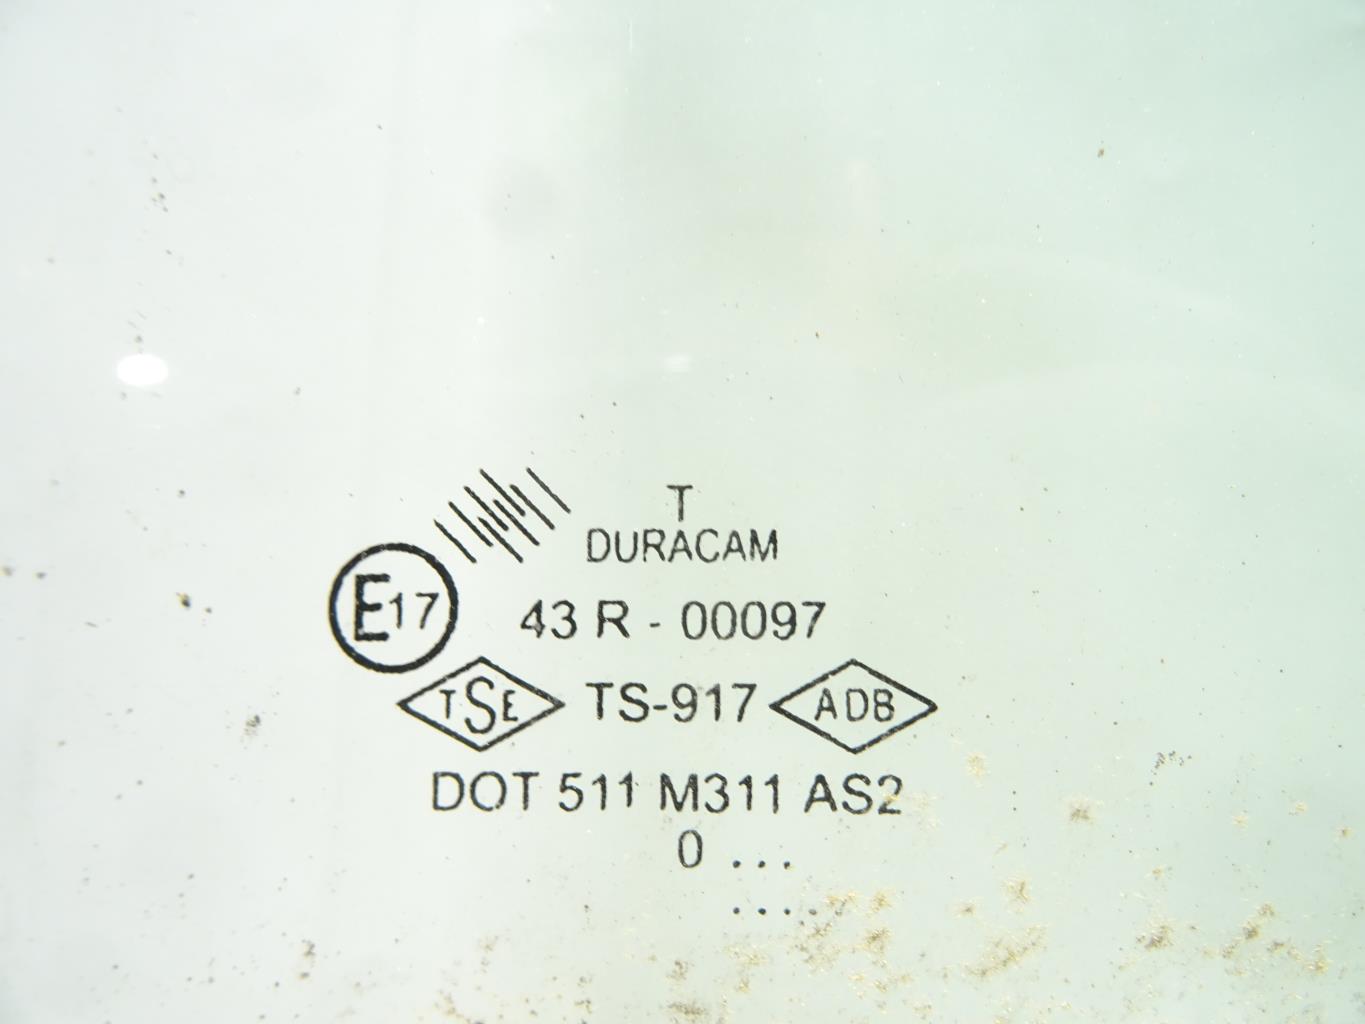 T
DURACAM
E17
43 R - 00097
TSE TS-917 ADB
DOT 511 M311 AS2
0 ...
.....